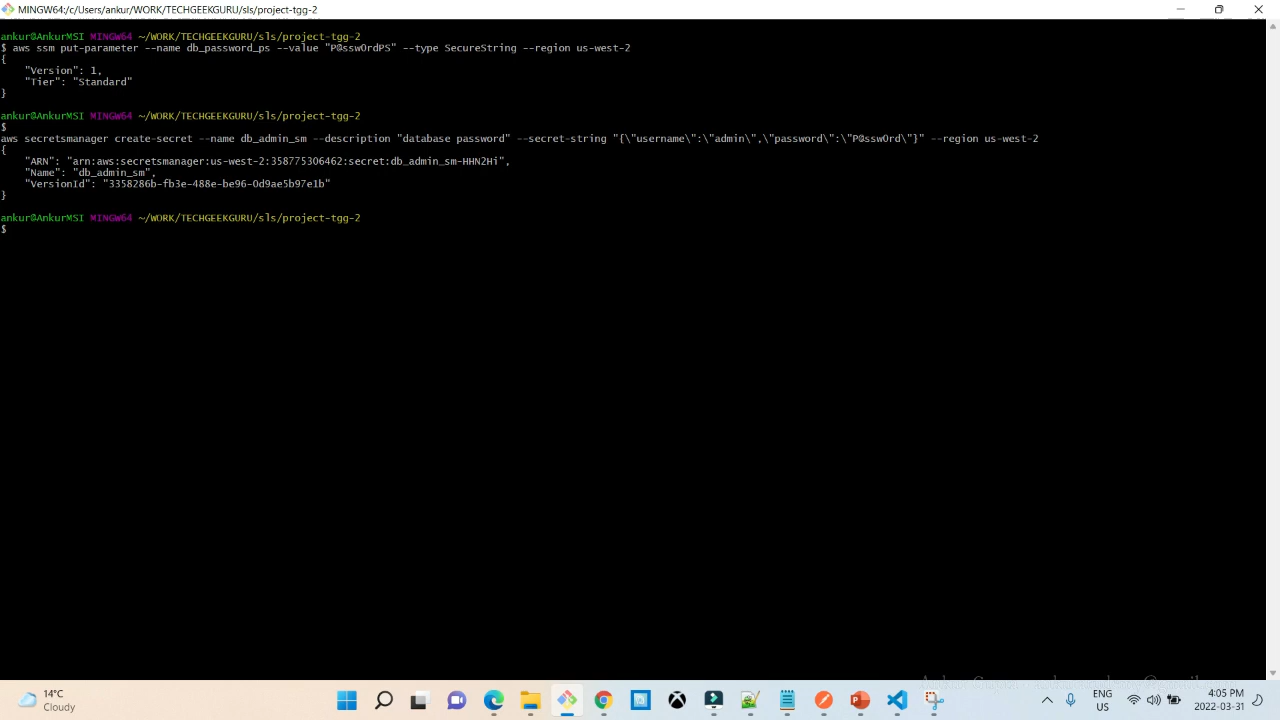 MINGW64:/c/Users/ankur/WORK/TECHGEEKGURU/sls/project-tgg-2
ankur@AnkurMSI MINGW64 ~/WORK/TECHGEEKGURU/sls/project-tgg-2
$ aws ssm put-parameter --name db_password_ps --value "P@ssw0rdPS" --type SecureString --region us-west-2
{
    "Version": 1,
    "Tier": "Standard"
}
ankur@AnkurMSI MINGW64 ~/WORK/TECHGEEKGURU/sls/project-tgg-2
$
aws secretsmanager create-secret --name db_admin_sm --description "database password" --secret-string "{\"username\":\"admin\",\"password\":\"P@ssw0rd\"}" --region us-west-2
{
    "ARN": "arn:aws:secretsmanager:us-west-2:358775306462:secret:db_admin_sm-HHN2Hi",
    "Name": "db_admin_sm",
    "VersionId": "3358286b-fb3e-488e-be96-0d9ae5b97e1b"
}
ankur@AnkurMSI MINGW64 ~/WORK/TECHGEEKGURU/sls/project-tgg-2
$
14°C
Cloudy
ENG
US
4:05 PM
2022-03-31